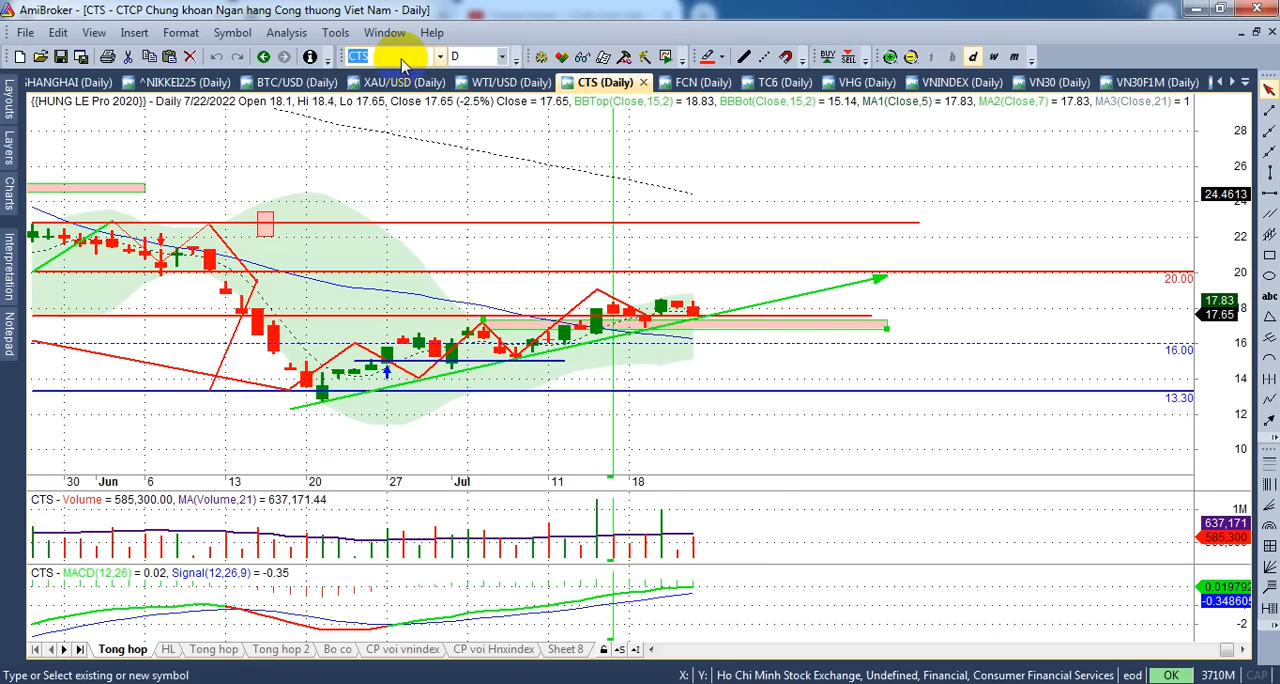 AmiBroker - [CTS - CTCP Chung khoan Ngan hang Cong thuong Viet Nam - Daily]
File Edit View Insert Format Symbol Analysis Tools Window Help
CTS D BUY SELL i h d w m
SHANGHAI (Daily) ^NIKKEI225 (Daily) BTC/USD (Daily) XAU/USD (Daily) WTI/USD (Daily) CTS (Daily) FCN (Daily) TC6 (Daily) VHG (Daily) VNINDEX (Daily) VN30 (Daily) VN30F1M (Daily)
{{HUNG LE Pro 2020}} - Daily 7/22/2022 Open 18.1, Hi 18.4, Lo 17.65, Close 17.65 (-2.5%) Close = 17.65, BBTop(Close,15,2) = 18.83, BBBot(Close,15,2) = 15.14, MA1(Close,5) = 17.83, MA2(Close,7) = 17.83, MA3(Close,21) = 1
Layouts
Layers
Charts
Interpretation
Notepad
28
26
24.4613
24
22
20
20.00
18
17.83
17.65
16
16.00
14
13.30
12
10
abc
30 Jun 6 13 20 27 Jul 11 18
CTS - Volume = 585,300.00, MA(Volume,21) = 637,171.44
1M
637,171
585,300
CTS - MACD(12,26) = 0.02, Signal(12,26,9) = -0.35
0.019792
-0.348605
-2
Tong hop HL Tong hop Tong hop 2 Bo co CP voi vnindex CP voi Hnxindex Sheet 8
Type or Select existing or new symbol X: Y: Ho Chi Minh Stock Exchange, Undefined, Financial, Consumer Financial Services eod OK 3710M CAP